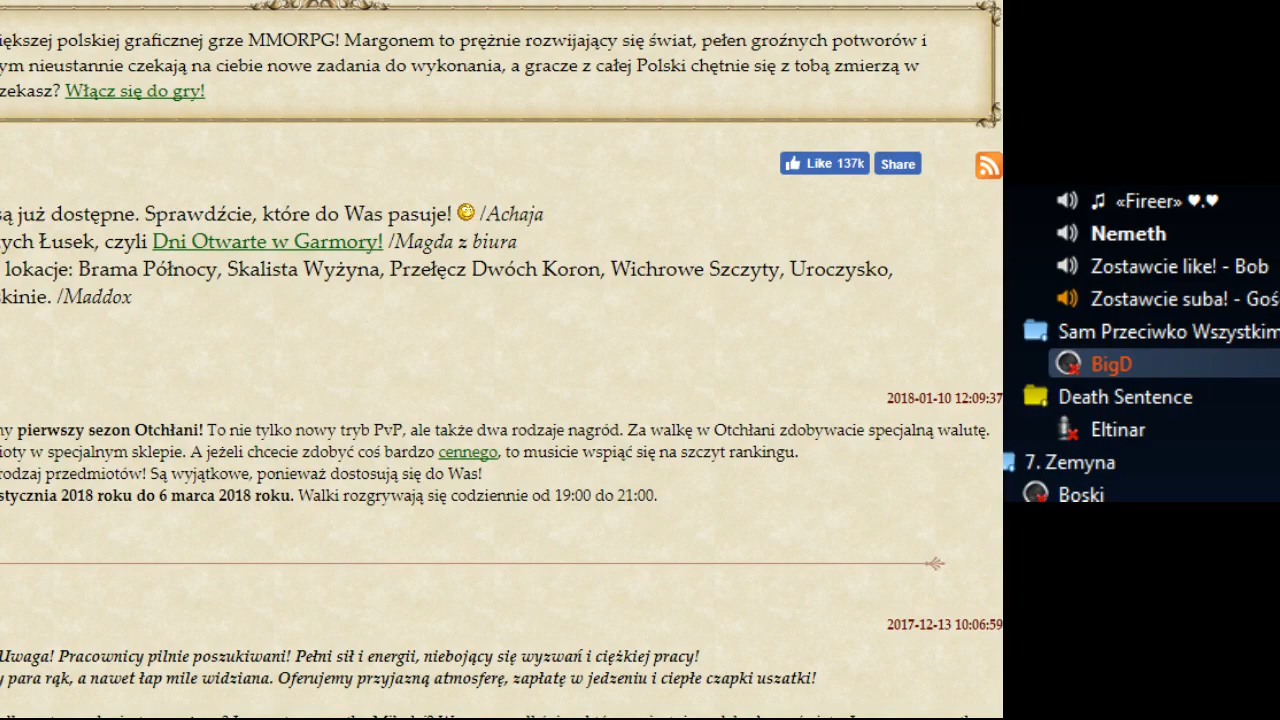 iększej polskiej graficznej grze MMORPG! Margonem to prężnie rozwijający się świat, pełen groźnych potworów i
ym nieustannie czekają na ciebie nowe zadania do wykonania, a gracze z całej Polski chętnie się z tobą zmierzą w
zekasz? Włącz się do gry!
Like 137k Share
są już dostępne. Sprawdźcie, które do Was pasuje! /Achaja
ych Łusek, czyli Dni Otwarte w Garmory! /Magda z biura
lokacje: Brama Północy, Skalista Wyżyna, Przełęcz Dwóch Koron, Wichrowe Szczyty, Uroczysko,
skinie. /Maddox
2018-01-10 12:09:37
ny pierwszy sezon Otchłani! To nie tylko nowy tryb PvP, ale także dwa rodzaje nagród. Za walkę w Otchłani zdobywacie specjalną walutę.
ioty w specjalnym sklepie. A jeżeli chcecie zdobyć coś bardzo cennego, to musicie wspiąć się na szczyt rankingu.
rodzaj przedmiotów! Są wyjątkowe, ponieważ dostosują się do Was!
stycznia 2018 roku do 6 marca 2018 roku. Walki rozgrywają się codziennie od 19:00 do 21:00.
2017-12-13 10:06:59
Uwaga! Pracownicy pilnie poszukiwani! Pełni sił i energii, niebojący się wyzwań i ciężkiej pracy!
y para rąk, a nawet łap mile widziana. Oferujemy przyjazną atmosferę, zapłatę w jedzeniu i ciepłe czapki uszatki!
♫ «Fireer» ♥.♥
Nemeth
Zostawcie like! - Bob
Zostawcie suba! - Goś
Sam Przeciwko Wszystkim
BigD
Death Sentence
Eltinar
7. Zemyna
Boski